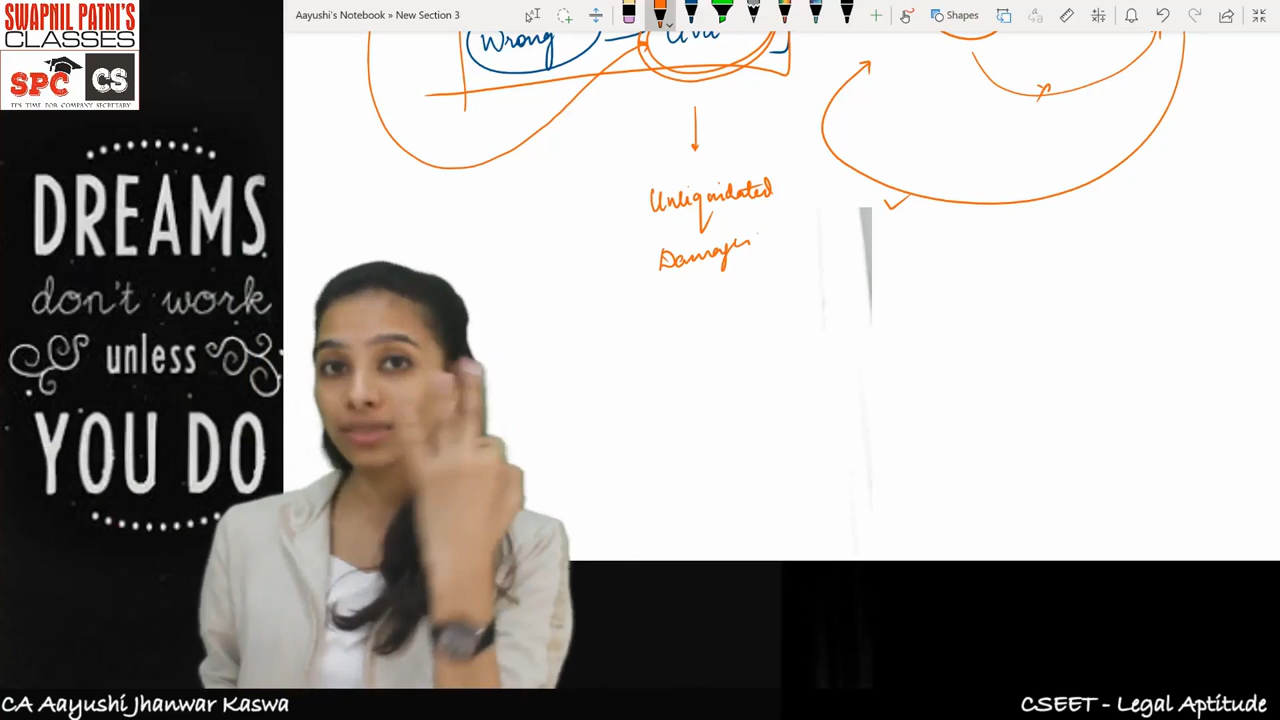 SWAPNIL PATNI'S
CLASSES
SPC CS
IT'S TIME FOR COMPANY SECRETARY
Aayushi's Notebook » New Section 3
Shapes
Wrong
Civil
Unliquidated
Damages
DREAMS
don't work
unless
YOU DO
CA Aayushi Jhanwar Kaswa
CSEET - Legal Aptitude